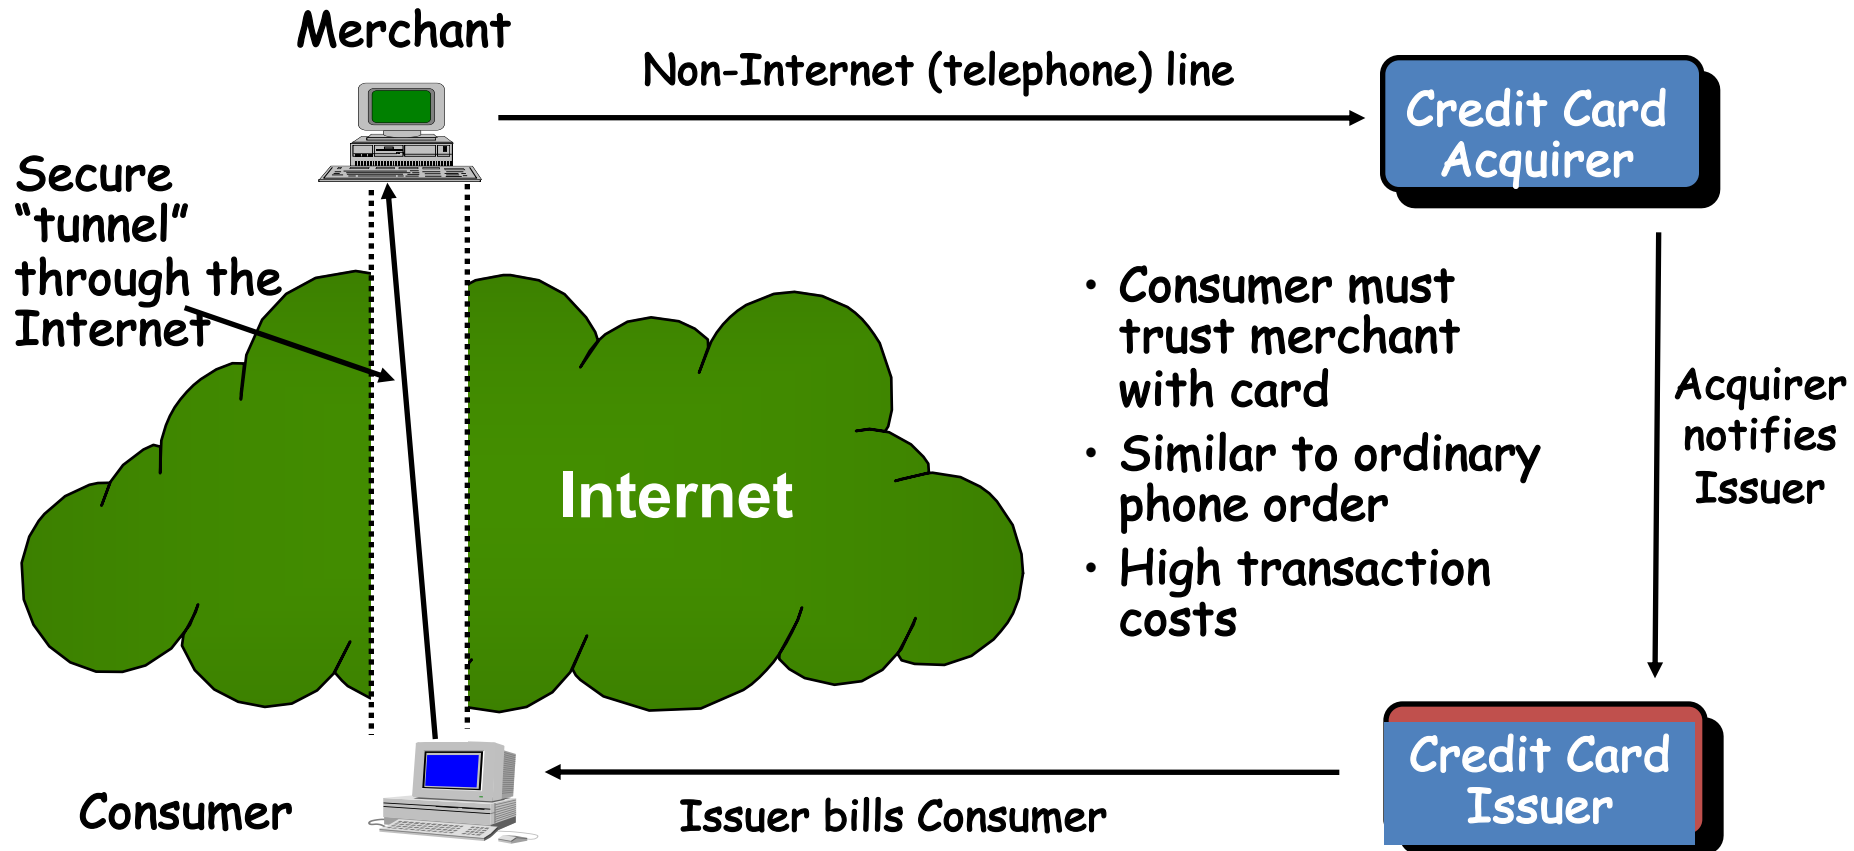 Merchant
Non-Internet (telephone) line
Credit Card
Acquirer
Secure
“tunnel”
through the
Internet
• Consumer must
trust merchant
with card
• Similar to ordinary
phone order
• High transaction
costs
Acquirer
notifies
Issuer
Internet
Consumer
Issuer bills Consumer
Credit Card
Issuer